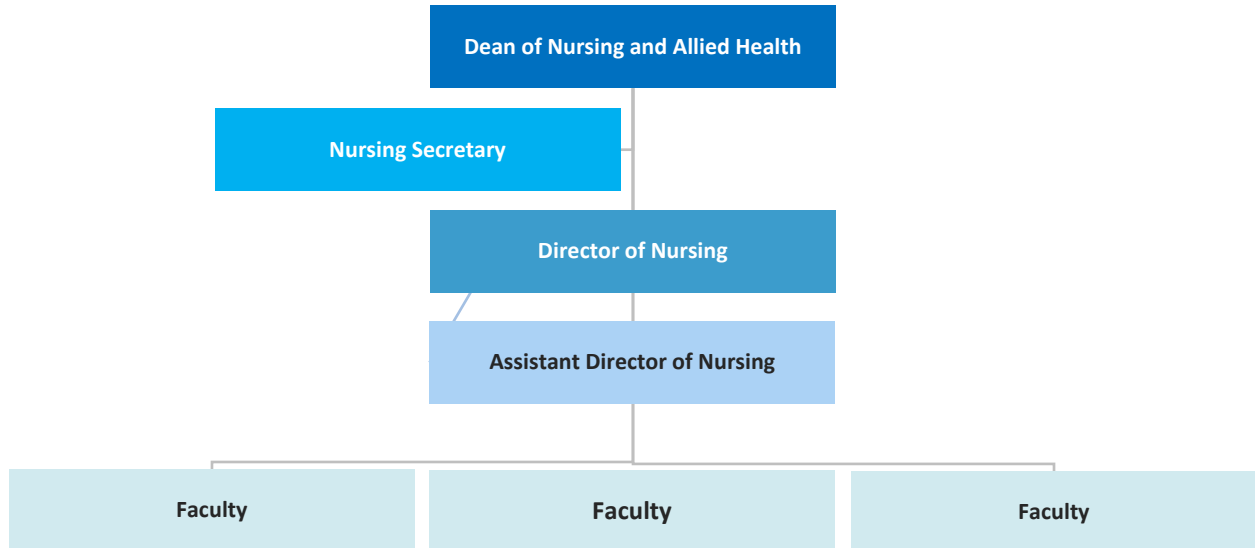 Dean of Nursing and Allied Health
Nursing Secretary
Director of Nursing
Assistant Director of Nursing
Faculty
Faculty
Faculty